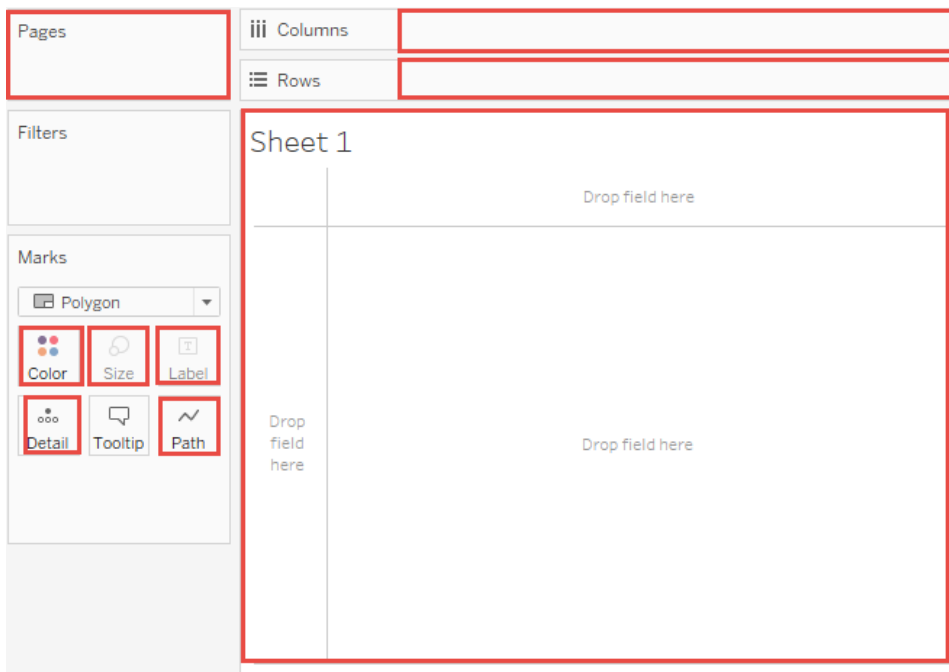 Pages
Columns
Rows
Filters
Sheet 1
Drop field here
Marks
Polygon
Color Size Label
Detail Tooltip Path
Drop
field
here
Drop field here